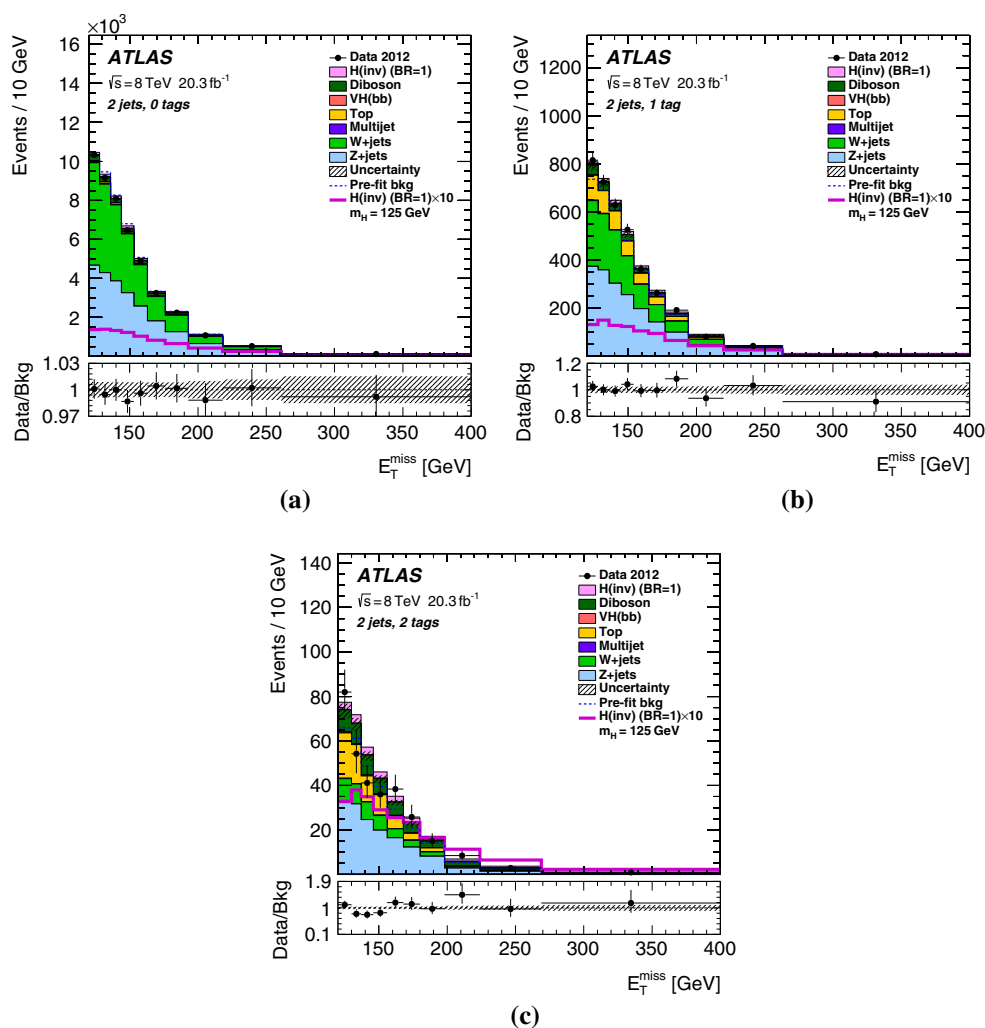 ×10³
Events / 10 GeV
16
14
12
10
8
6
4
2
ATLAS
√s = 8 TeV 20.3 fb⁻¹
2 jets, 0 tags
Data 2012
H(inv) (BR=1)
Diboson
VH(bb)
Top
Multijet
W+jets
Z+jets
Uncertainty
Pre-fit bkg
H(inv) (BR=1)×10
m_H = 125 GeV
Data/Bkg
1.03
1
0.97
150 200 250 300 350 400
E_T^miss [GeV]
(a)
Events / 10 GeV
1200
1000
800
600
400
200
ATLAS
√s = 8 TeV 20.3 fb⁻¹
2 jets, 1 tag
Data 2012
H(inv) (BR=1)
Diboson
VH(bb)
Top
Multijet
W+jets
Z+jets
Uncertainty
Pre-fit bkg
H(inv) (BR=1)×10
m_H = 125 GeV
Data/Bkg
1.2
1
0.8
150 200 250 300 350 400
E_T^miss [GeV]
(b)
Events / 10 GeV
140
120
100
80
60
40
20
ATLAS
√s = 8 TeV 20.3 fb⁻¹
2 jets, 2 tags
Data 2012
H(inv) (BR=1)
Diboson
VH(bb)
Top
Multijet
W+jets
Z+jets
Uncertainty
Pre-fit bkg
H(inv) (BR=1)×10
m_H = 125 GeV
Data/Bkg
1.9
1
0.1
150 200 250 300 350 400
E_T^miss [GeV]
(c)